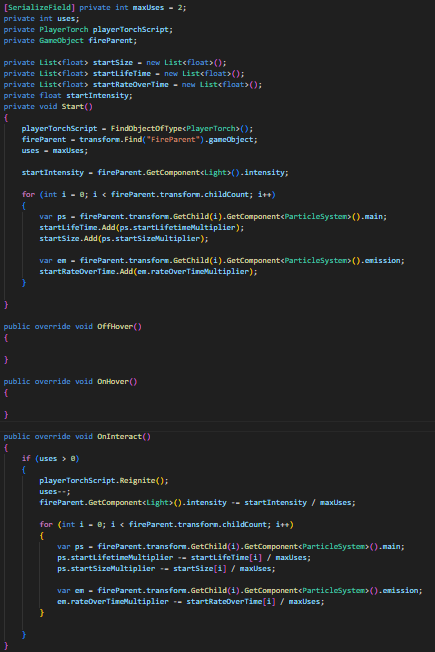 [SerializeField] private int maxUses = 2;
private int uses;
private PlayerTorch playerTorchScript;
private GameObject fireParent;
private List<float> startSize = new List<float>();
private List<float> startLifeTime = new List<float>();
private List<float> startRateOverTime = new List<float>();
private float startIntensity;
private void Start()
{
playerTorchScript = FindObjectOfType<PlayerTorch>();
fireParent = transform.Find("FireParent").gameObject;
uses = maxUses;
startIntensity = fireParent.GetComponent<Light>().intensity;
for (int i = 0; i < fireParent.transform.childCount; i++)
{
var ps = fireParent.transform.GetChild(i).GetComponent<ParticleSystem>().main;
startLifeTime.Add(ps.startLifetimeMultiplier);
startSize.Add(ps.startSizeMultiplier);
var em = fireParent.transform.GetChild(i).GetComponent<ParticleSystem>().emission;
startRateOverTime.Add(em.rateOverTimeMultiplier);
}
}
public override void OffHover()
{
}
public override void OnHover()
{
}
public override void OnInteract()
{
if (uses > 0)
{
playerTorchScript.Reignite();
uses--;
fireParent.GetComponent<Light>().intensity -= startIntensity / maxUses;
for (int i = 0; i < fireParent.transform.childCount; i++)
{
var ps = fireParent.transform.GetChild(i).GetComponent<ParticleSystem>().main;
ps.startLifetimeMultiplier -= startLifeTime[i] / maxUses;
ps.startSizeMultiplier -= startSize[i] / maxUses;
var em = fireParent.transform.GetChild(i).GetComponent<ParticleSystem>().emission;
em.rateOverTimeMultiplier -= startRateOverTime[i] / maxUses;
}
}
}